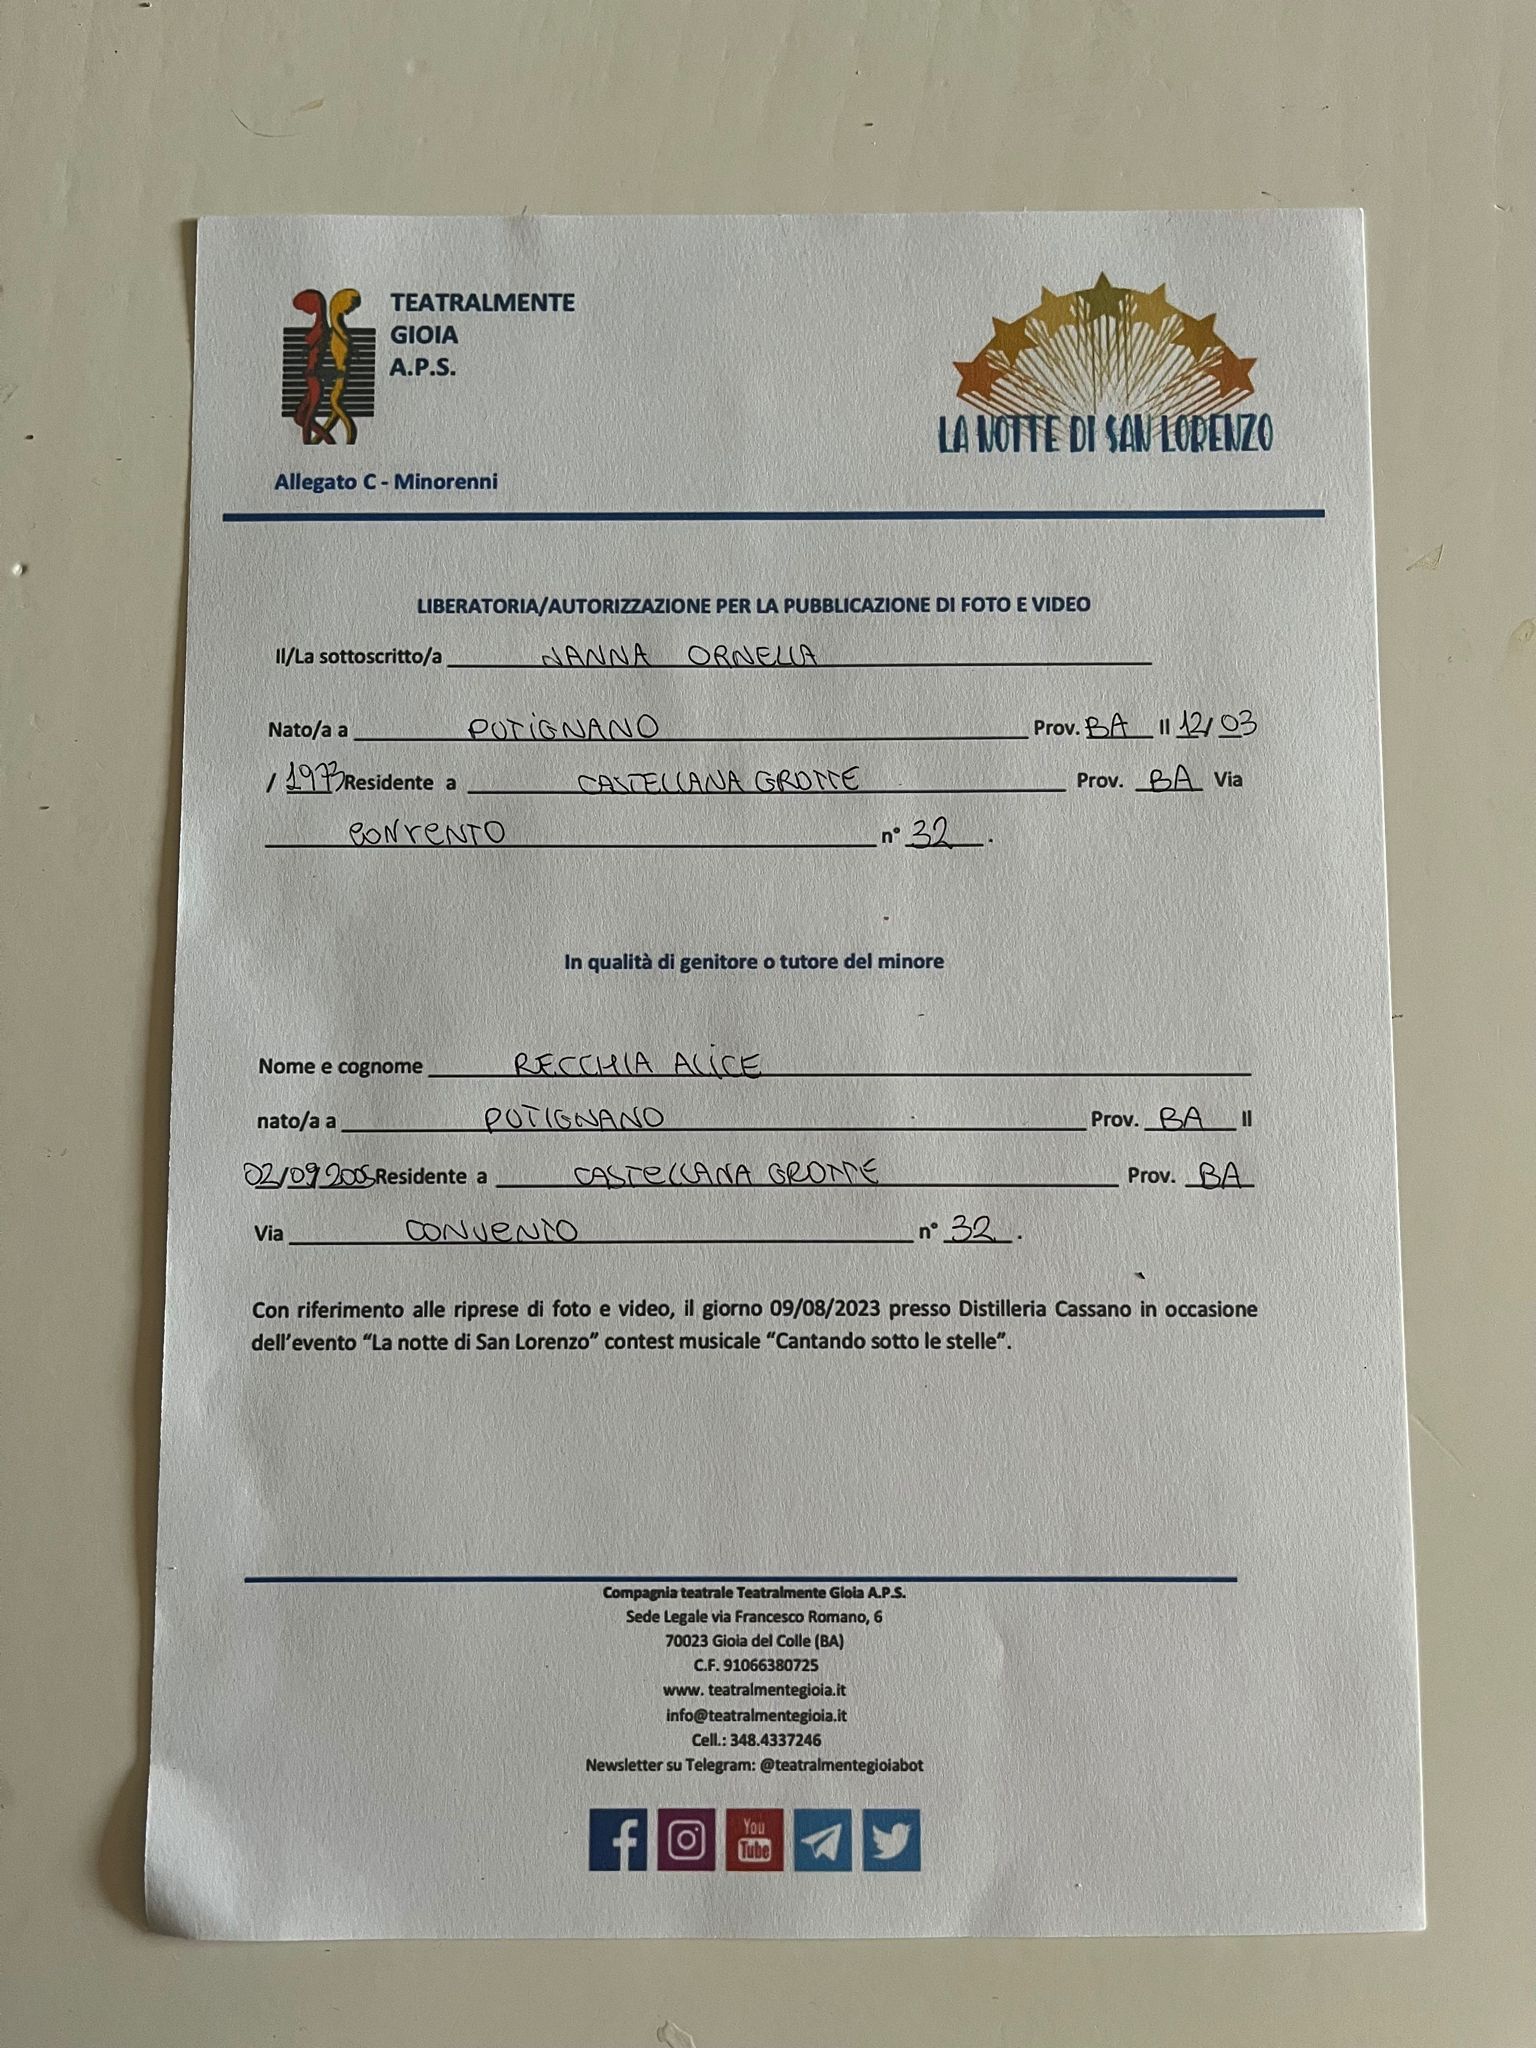 TEATRALMENTE
GIOIA
A.P.S.
LA NOTTE DI SAN LORENZO
Allegato C - Minorenni
LIBERATORIA/AUTORIZZAZIONE PER LA PUBBLICAZIONE DI FOTO E VIDEO
Il/La sottoscritto/a NANNA ORNELLA
Nato/a a PUTIGNANO Prov. BA Il 12/03
/ 1973 Residente a CASTELLANA GROTTE Prov. BA Via
CONVENTO n° 32.
In qualità di genitore o tutore del minore
Nome e cognome RECCHIA ALICE
nato/a a PUTIGNANO Prov. BA Il
02/09 2005 Residente a CASTELLANA GROTTE Prov. BA
Via CONVENTO n° 32.
Con riferimento alle riprese di foto e video, il giorno 09/08/2023 presso Distilleria Cassano in occasione
dell'evento "La notte di San Lorenzo" contest musicale "Cantando sotto le stelle".
Compagnia teatrale Teatralmente Gioia A.P.S.
Sede Legale via Francesco Romano, 6
70023 Gioia del Colle (BA)
C.F. 91066380725
www. teatralmentegioia.it
info@teatralmentegioia.it
Cell.: 348.4337246
Newsletter su Telegram: @teatralmentegioiabot
You
Tube